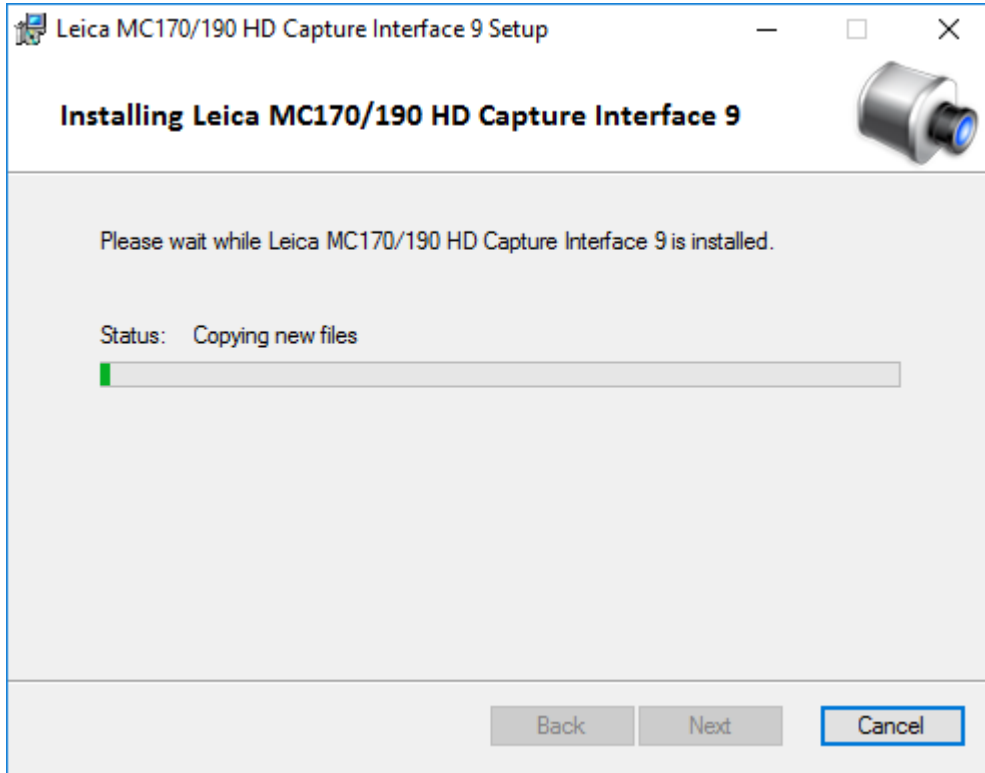 Leica MC170/190 HD Capture Interface 9 Setup
Installing Leica MC170/190 HD Capture Interface 9
Please wait while Leica MC170/190 HD Capture Interface 9 is installed.
Status: Copying new files
Back Next Cancel